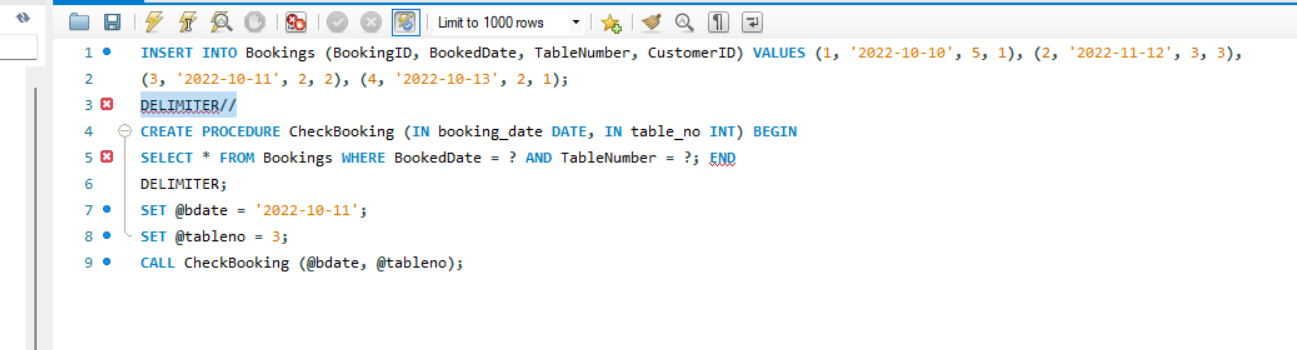 Limit to 1000 rows
1 INSERT INTO Bookings (BookingID, BookedDate, TableNumber, CustomerID) VALUES (1, '2022-10-10', 5, 1), (2, '2022-11-12', 3, 3),
2 (3, '2022-10-11', 2, 2), (4, '2022-10-13', 2, 1);
3 DELIMITER//
4 CREATE PROCEDURE CheckBooking (IN booking_date DATE, IN table_no INT) BEGIN
5 SELECT * FROM Bookings WHERE BookedDate = ? AND TableNumber = ?; END
6 DELIMITER;
7 SET @bdate = '2022-10-11';
8 SET @tableno = 3;
9 CALL CheckBooking (@bdate, @tableno);